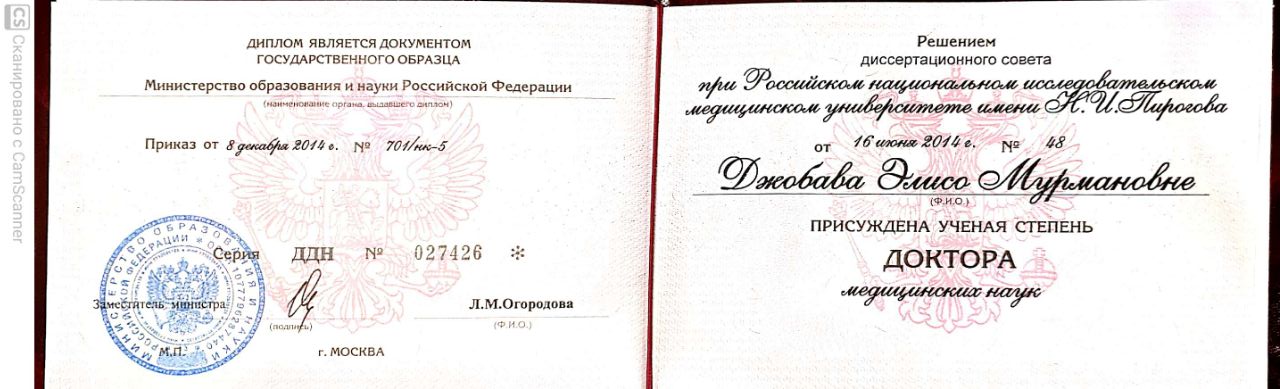 CS Сканировано с CamScanner
ДИПЛОМ ЯВЛЯЕТСЯ ДОКУМЕНТОМ
ГОСУДАРСТВЕННОГО ОБРАЗЦА
Министерство образования и науки Российской Федерации
(наименование органа, выдавшего диплом)
Приказ от 8 декабря 2014 г. № 701/нк-5
Серия ДДН № 027426 *
Заместитель министра
Л.М.Огородова
(подпись)
(Ф.И.О.)
М.П.
г. МОСКВА
МИНИСТЕРСТВО ОБРАЗОВАНИЯ И НАУКИ
РОССИЙСКОЙ ФЕДЕРАЦИИ
Решением
диссертационного совета
при Российском национальном исследовательском
медицинском университете имени Н.И.Пирогова
от 16 июня 2014 г. № 48
Джобава Элисо Мурмановне
(Ф.И.О.)
ПРИСУЖДЕНА УЧЕНАЯ СТЕПЕНЬ
ДОКТОРА
медицинских наук